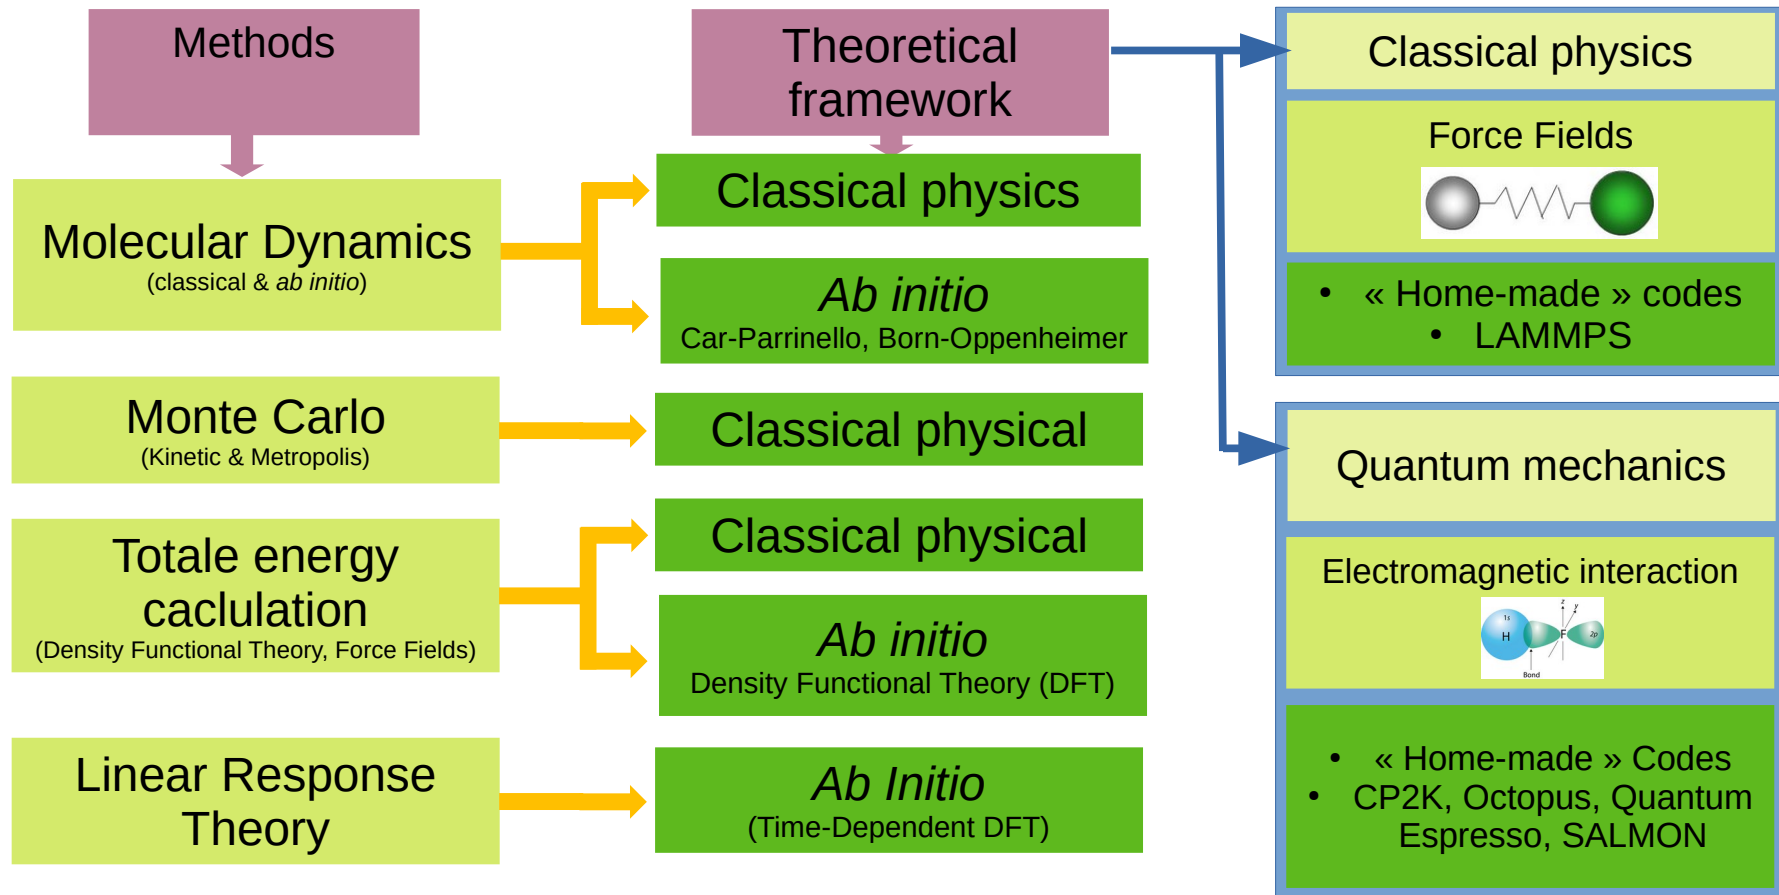 Methods
Molecular Dynamics
(classical & ab initio)
Monte Carlo
(Kinetic & Metropolis)
Totale energy
caclulation
(Density Functional Theory, Force Fields)
Linear Response
Theory
Theoretical
framework
Classical physics
Ab initio
Car-Parrinello, Born-Oppenheimer
Classical physical
Classical physical
Ab initio
Density Functional Theory (DFT)
Ab Initio
(Time-Dependent DFT)
Classical physics
Force Fields
• « Home-made » codes
• LAMMPS
Quantum mechanics
Electromagnetic interaction
z
y
1s
H
F
2p
Bond
• « Home-made » Codes
• CP2K, Octopus, Quantum
Espresso, SALMON